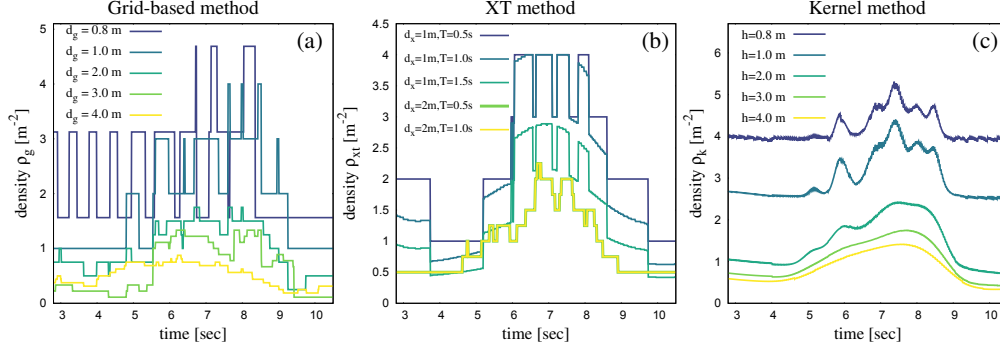 Grid-based method
(a)
d_g = 0.8 m
d_g = 1.0 m
d_g = 2.0 m
d_g = 3.0 m
d_g = 4.0 m
density ρ_g [m⁻²]
5
4
3
2
1
0
3 4 5 6 7 8 9 10
time [sec]
XT method
(b)
d_x=1m,T=0.5s
d_x=1m,T=1.0s
d_x=1m,T=1.5s
d_x=2m,T=0.5s
d_x=2m,T=1.0s
density ρ_xt [m⁻²]
4.5
4
3.5
3
2.5
2
1.5
1
0.5
0
3 4 5 6 7 8 9 10
time [sec]
Kernel method
(c)
h=0.8 m
h=1.0 m
h=2.0 m
h=3.0 m
h=4.0 m
density ρ_k [m⁻²]
6
5
4
3
2
1
0
3 4 5 6 7 8 9 10
time [sec]